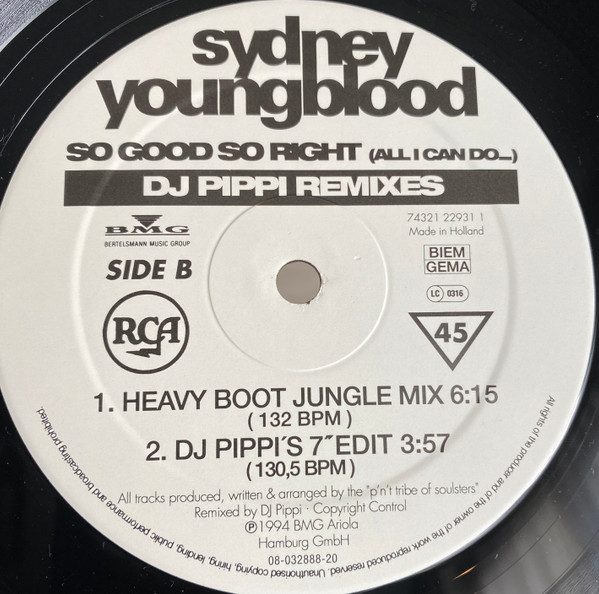 sydney
youngblood
SO GOOD SO RIGHT (ALL I CAN DO...)
DJ PIPPI REMIXES
BMG
BERTELSMANN MUSIC GROUP
74321 22931 1
Made in Holland
SIDE B
BIEM
GEMA
LC 0316
RCA
45
1. HEAVY BOOT JUNGLE MIX 6:15
( 132 BPM )
2. DJ PIPPI´S 7˝EDIT 3:57
(130,5 BPM )
All tracks produced, written & arranged by the "p'n't tribe of soulsters"
Remixed by DJ Pippi · Copyright Control
Ⓟ1994 BMG Ariola
Hamburg GmbH
08-032888-20
All rights of the producer and of the owner of the work reproduced reserved. Unauthorised copying, hiring, lending, public performance and broadcasting prohibited.